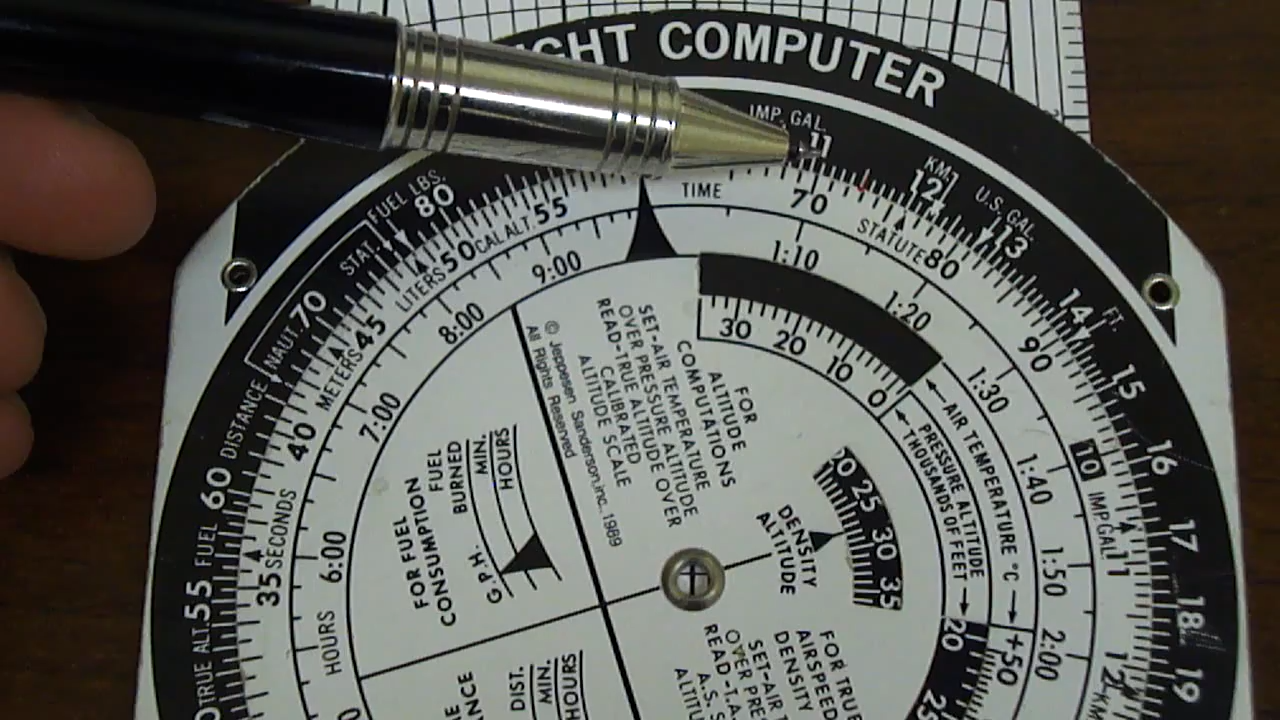 COMPUTER
IMP. GAL.
11
KM.
12
U.S. GAL.
13
14
FT.
15
16
17
18
19
FUEL LBS.
80
STAT.
NAUT.
70
DISTANCE
60
FUEL
55
TRUE ALT.
TIME
70
STATUTE
80
90
10
IMP GAL.
11
12
KM
55
CAL ALT.
50
LITERS
45
METERS
40
SECONDS
35
1:10
1:20
1:30
1:40
1:50
2:00
9:00
8:00
7:00
6:00
HOURS
30 20 10 0
AIR TEMPERATURE °C
+50
PRESSURE ALTITUDE
THOUSANDS OF FEET
20
25
FOR
ALTITUDE
COMPUTATIONS
SET-AIR TEMPERATURE
OVER PRESSURE ALTITUDE
READ-TRUE ALTITUDE OVER
CALIBRATED
ALTITUDE SCALE
© Jeppesen Sanderson,inc.,1989
All Rights Reserved
FOR FUEL
CONSUMPTION
FUEL
BURNED
G.P.H.
MIN.
HOURS
DENSITY
ALTITUDE
25 30 35
FOR TRUE
AIRSPEED
DENSITY
DIST.
MIN.
HOURS